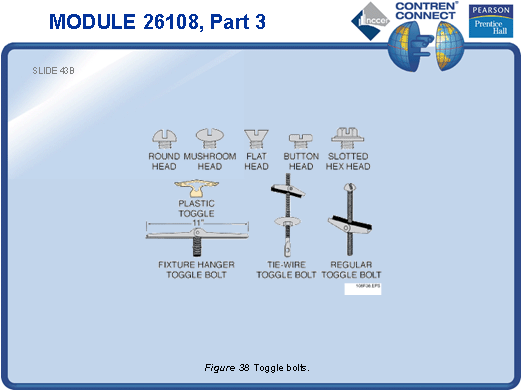 MODULE 26108, Part 3
nccer
CONTREN®
CONNECT
PEARSON
Prentice
Hall
SLIDE 43B
ROUND HEAD
MUSHROOM HEAD
FLAT HEAD
BUTTON HEAD
SLOTTED HEX HEAD
PLASTIC TOGGLE
11"
FIXTURE HANGER TOGGLE BOLT
TIE-WIRE TOGGLE BOLT
REGULAR TOGGLE BOLT
Figure 38 Toggle bolts.